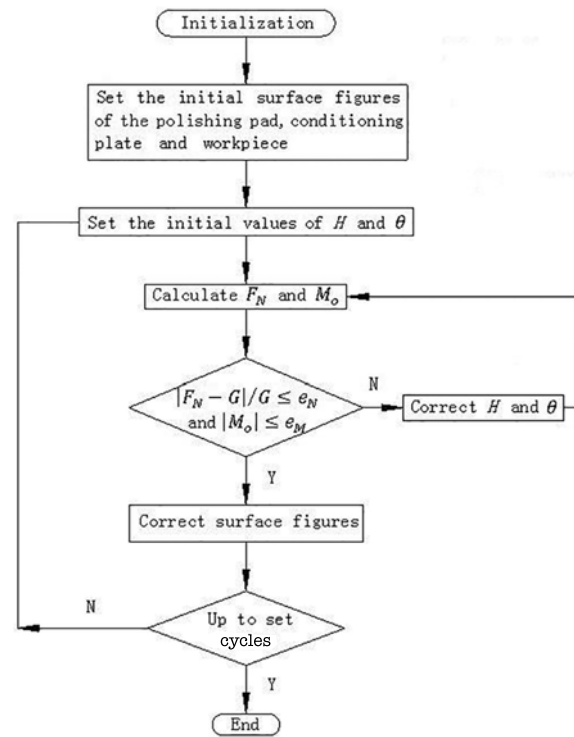 Initialization
Set the initial surface figures
of the polishing pad, conditioning
plate and workpiece
Set the initial values of H and θ
Calculate F_N and M_o
|F_N − G|/G ≤ e_N
and |M_o| ≤ e_M
N
Correct H and θ
Y
Correct surface figures
N
Up to set
cycles
Y
End